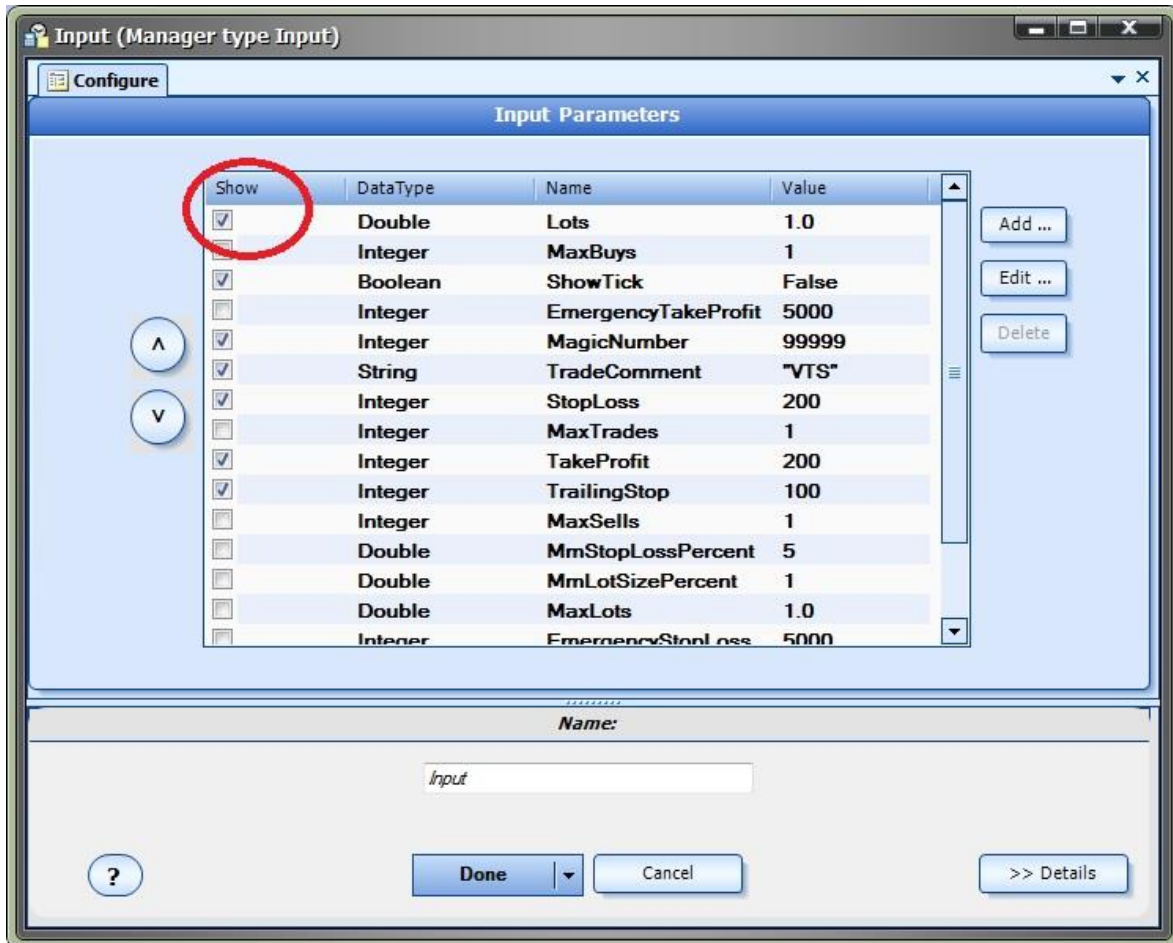 Input (Manager type Input)
Configure
Input Parameters
Show DataType Name Value
Double Lots 1.0
Integer MaxBuys 1
Boolean ShowTick False
Integer EmergencyTakeProfit 5000
Integer MagicNumber 99999
String TradeComment "VTS"
Integer StopLoss 200
Integer MaxTrades 1
Integer TakeProfit 200
Integer TrailingStop 100
Integer MaxSells 1
Double MmStopLossPercent 5
Double MmLotSizePercent 1
Double MaxLots 1.0
Integer EmergencyStopLoss 5000
Add ...
Edit ...
Delete
Name:
Input
? Done Cancel >> Details